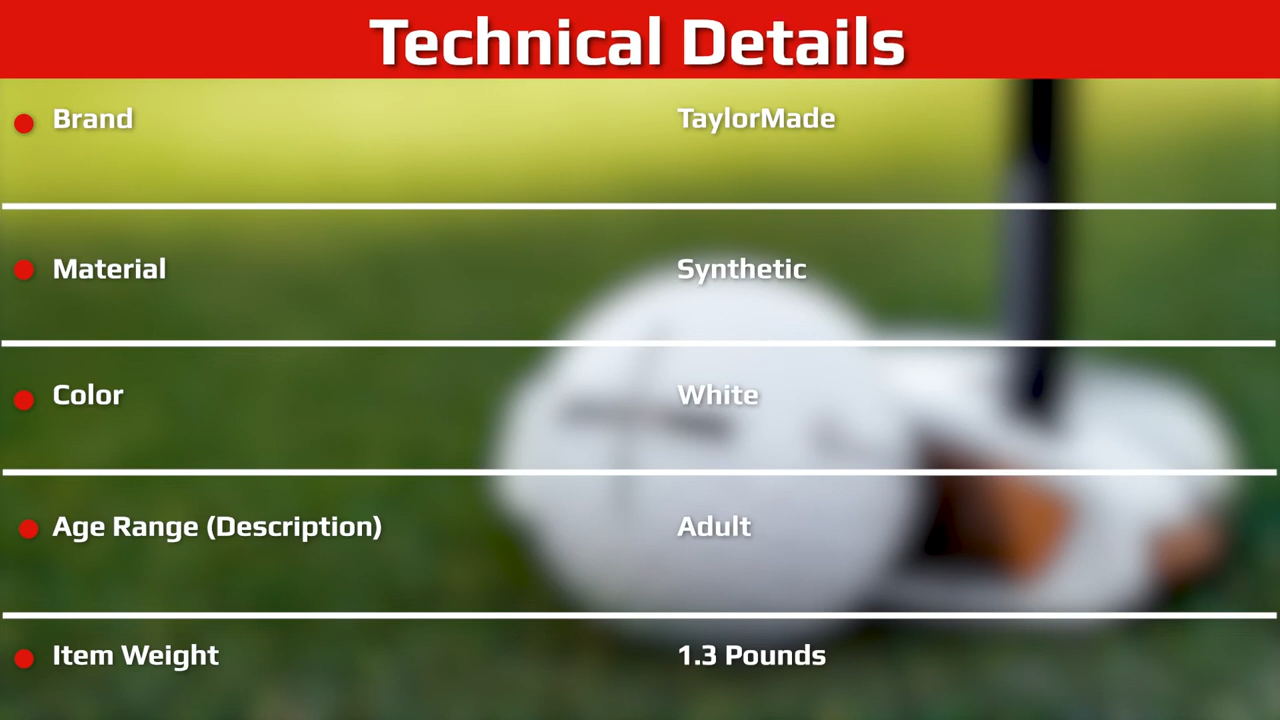 Technical Details
Brand TaylorMade
Material Synthetic
Color White
Age Range (Description) Adult
Item Weight 1.3 Pounds